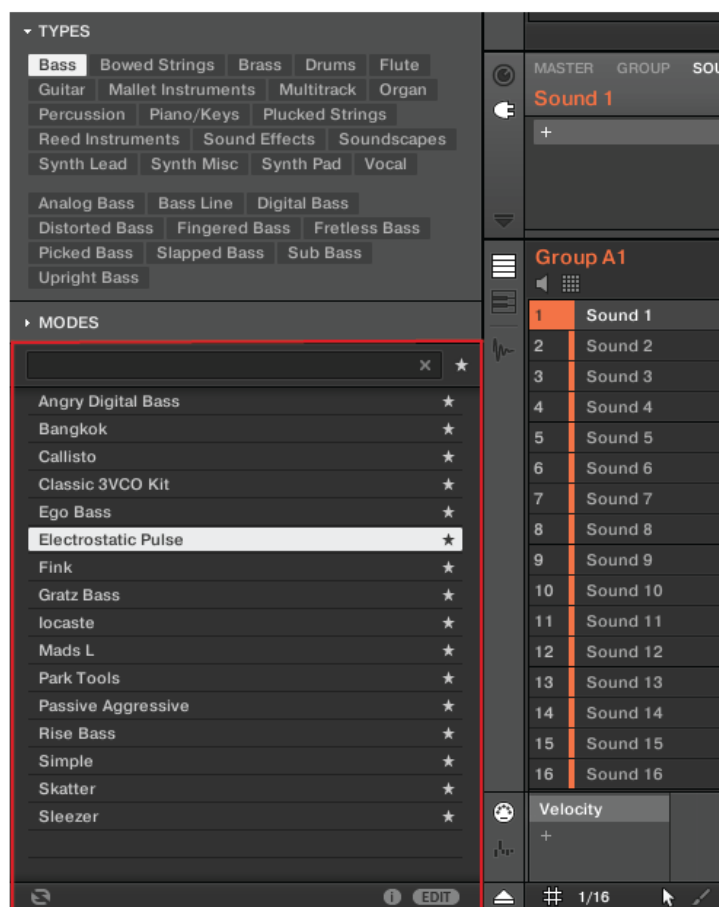 TYPES
Bass Bowed Strings Brass Drums Flute
Guitar Mallet Instruments Multitrack Organ
Percussion Piano/Keys Plucked Strings
Reed Instruments Sound Effects Soundscapes
Synth Lead Synth Misc Synth Pad Vocal
Analog Bass Bass Line Digital Bass
Distorted Bass Fingered Bass Fretless Bass
Picked Bass Slapped Bass Sub Bass
Upright Bass
MODES
Angry Digital Bass
Bangkok
Callisto
Classic 3VCO Kit
Ego Bass
Electrostatic Pulse
Fink
Gratz Bass
Iocaste
Mads L
Park Tools
Passive Aggressive
Rise Bass
Simple
Skatter
Sleezer
EDIT
MASTER GROUP SOU
Sound 1
+
Group A1
1 Sound 1
2 Sound 2
3 Sound 3
4 Sound 4
5 Sound 5
6 Sound 6
7 Sound 7
8 Sound 8
9 Sound 9
10 Sound 10
11 Sound 11
12 Sound 12
13 Sound 13
14 Sound 14
15 Sound 15
16 Sound 16
Velocity
+
1/16